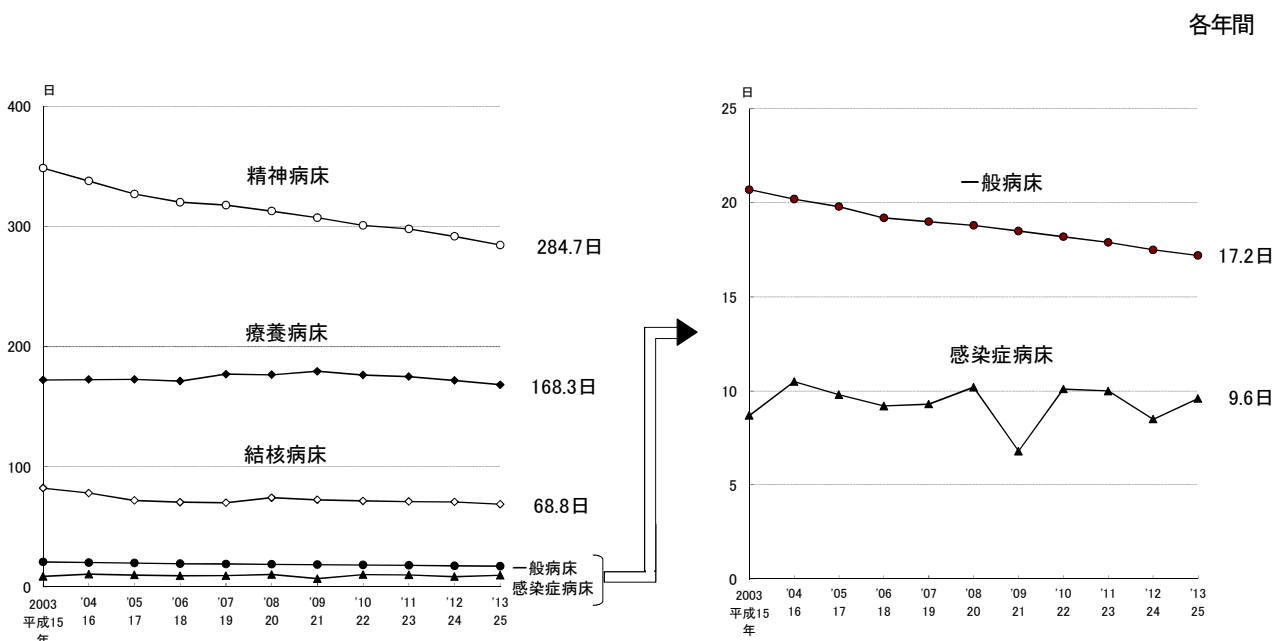 各年間
日
400
300
200
100
0
精神病床
284.7日
療養病床
168.3日
結核病床
68.8日
一般病床
感染症病床
2003 '04 '05 '06 '07 '08 '09 '10 '11 '12 '13
平成15 16 17 18 19 20 21 22 23 24 25
年
日
25
20
15
10
5
0
一般病床
17.2日
感染症病床
9.6日
2003 '04 '05 '06 '07 '08 '09 '10 '11 '12 '13
平成15 16 17 18 19 20 21 22 23 24 25
年